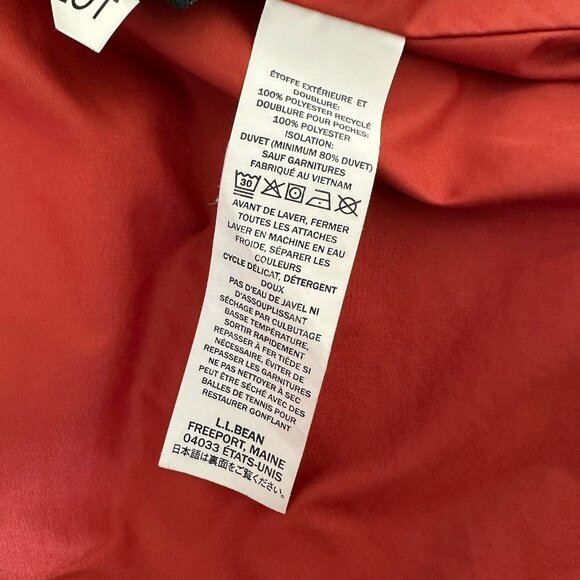 ÉTOFFE EXTÉRIEURE ET
DOUBLURE:
100% POLYESTER RECYCLÉ
DOUBLURE POUR POCHES:
100% POLYESTER
ISOLATION:
DUVET (MINIMUM 80% DUVET)
SAUF GARNITURES
FABRIQUÉ AU VIETNAM
30
AVANT DE LAVER, FERMER
TOUTES LES ATTACHES
LAVER EN MACHINE EN EAU
FROIDE, SÉPARER LES
COULEURS
CYCLE DÉLICAT, DÉTERGENT
DOUX
PAS D'EAU DE JAVEL NI
D'ASSOUPLISSANT
SÉCHAGE PAR CULBUTAGE
BASSE TEMPÉRATURE,
SORTIR RAPIDEMENT
REPASSER À FER TIÈDE SI
NÉCESSAIRE, ÉVITER DE
REPASSER LES GARNITURES
NE PAS NETTOYER À SEC
PEUT ÊTRE SÉCHÉ AVEC DES
BALLES DE TENNIS POUR
RESTAURER GONFLANT
L.L.BEAN
FREEPORT, MAINE
04033 ÉTATS-UNIS
日本語は裏面をご覧ください。